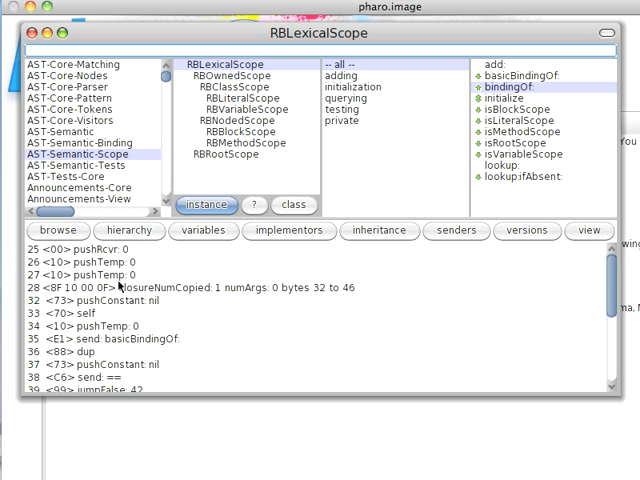 pharo.image
RBLexicalScope
AST-Core-Matching
AST-Core-Nodes
AST-Core-Parser
AST-Core-Pattern
AST-Core-Tokens
AST-Core-Visitors
AST-Semantic
AST-Semantic-Binding
AST-Semantic-Scope
AST-Semantic-Tests
AST-Tests-Core
Announcements-Core
Announcements-View
RBLexicalScope
RBOwnedScope
RBClassScope
RBLiteralScope
RBVariableScope
RBNodedScope
RBBlockScope
RBMethodScope
RBRootScope
instance ? class
-- all --
adding
initialization
querying
testing
private
add:
basicBindingOf:
bindingOf:
initialize
isBlockScope
isLiteralScope
isMethodScope
isRootScope
isVariableScope
lookup:
lookup:ifAbsent:
browse hierarchy variables implementors inheritance senders versions view
25 <00> pushRcvr: 0
26 <10> pushTemp: 0
27 <10> pushTemp: 0
28 <8F 10 00 0F> closureNumCopied: 1 numArgs: 0 bytes 32 to 46
32 <73> pushConstant: nil
33 <70> self
34 <10> pushTemp: 0
35 <E1> send: basicBindingOf:
36 <88> dup
37 <73> pushConstant: nil
38 <C6> send: ==
39 <99> jumpFalse: 42
You